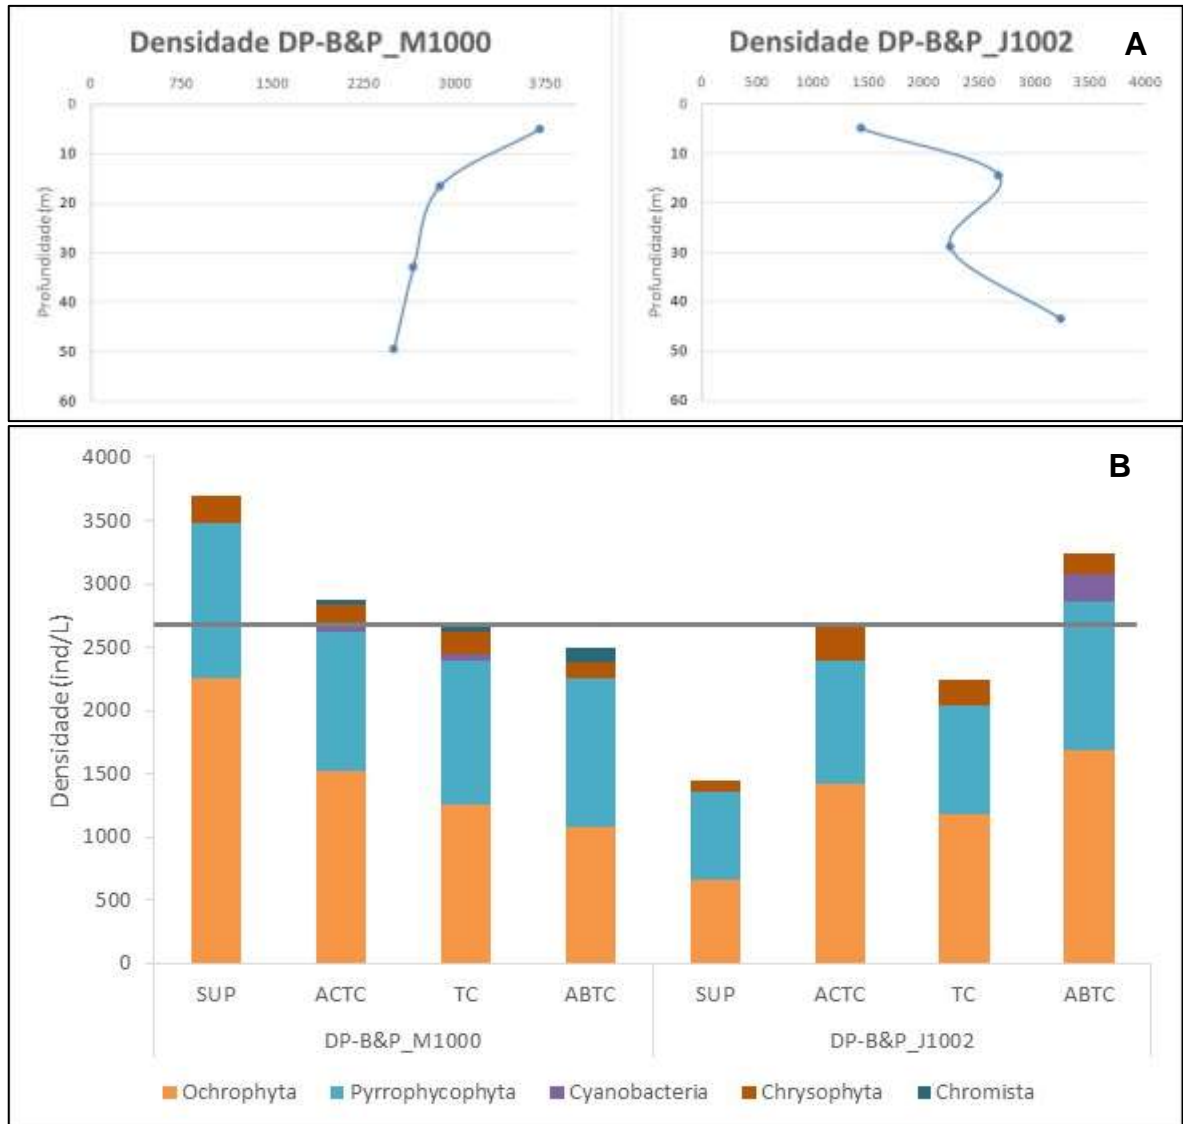 Densidade DP-B&P_M1000
0 750 1500 2250 3000 3750
0
10
20
30
40
50
60
Profundidade (m)
Densidade DP-B&P_J1002
A
0 500 1000 1500 2000 2500 3000 3500 4000
0
10
20
30
40
50
60
Profundidade (m)
B
4000
3500
3000
2500
2000
1500
1000
500
0
Densidade (ind/L)
SUP ACTC TC ABTC SUP ACTC TC ABTC
DP-B&P_M1000 DP-B&P_J1002
Ochrophyta Pyrrophycophyta Cyanobacteria Chrysophyta Chromista